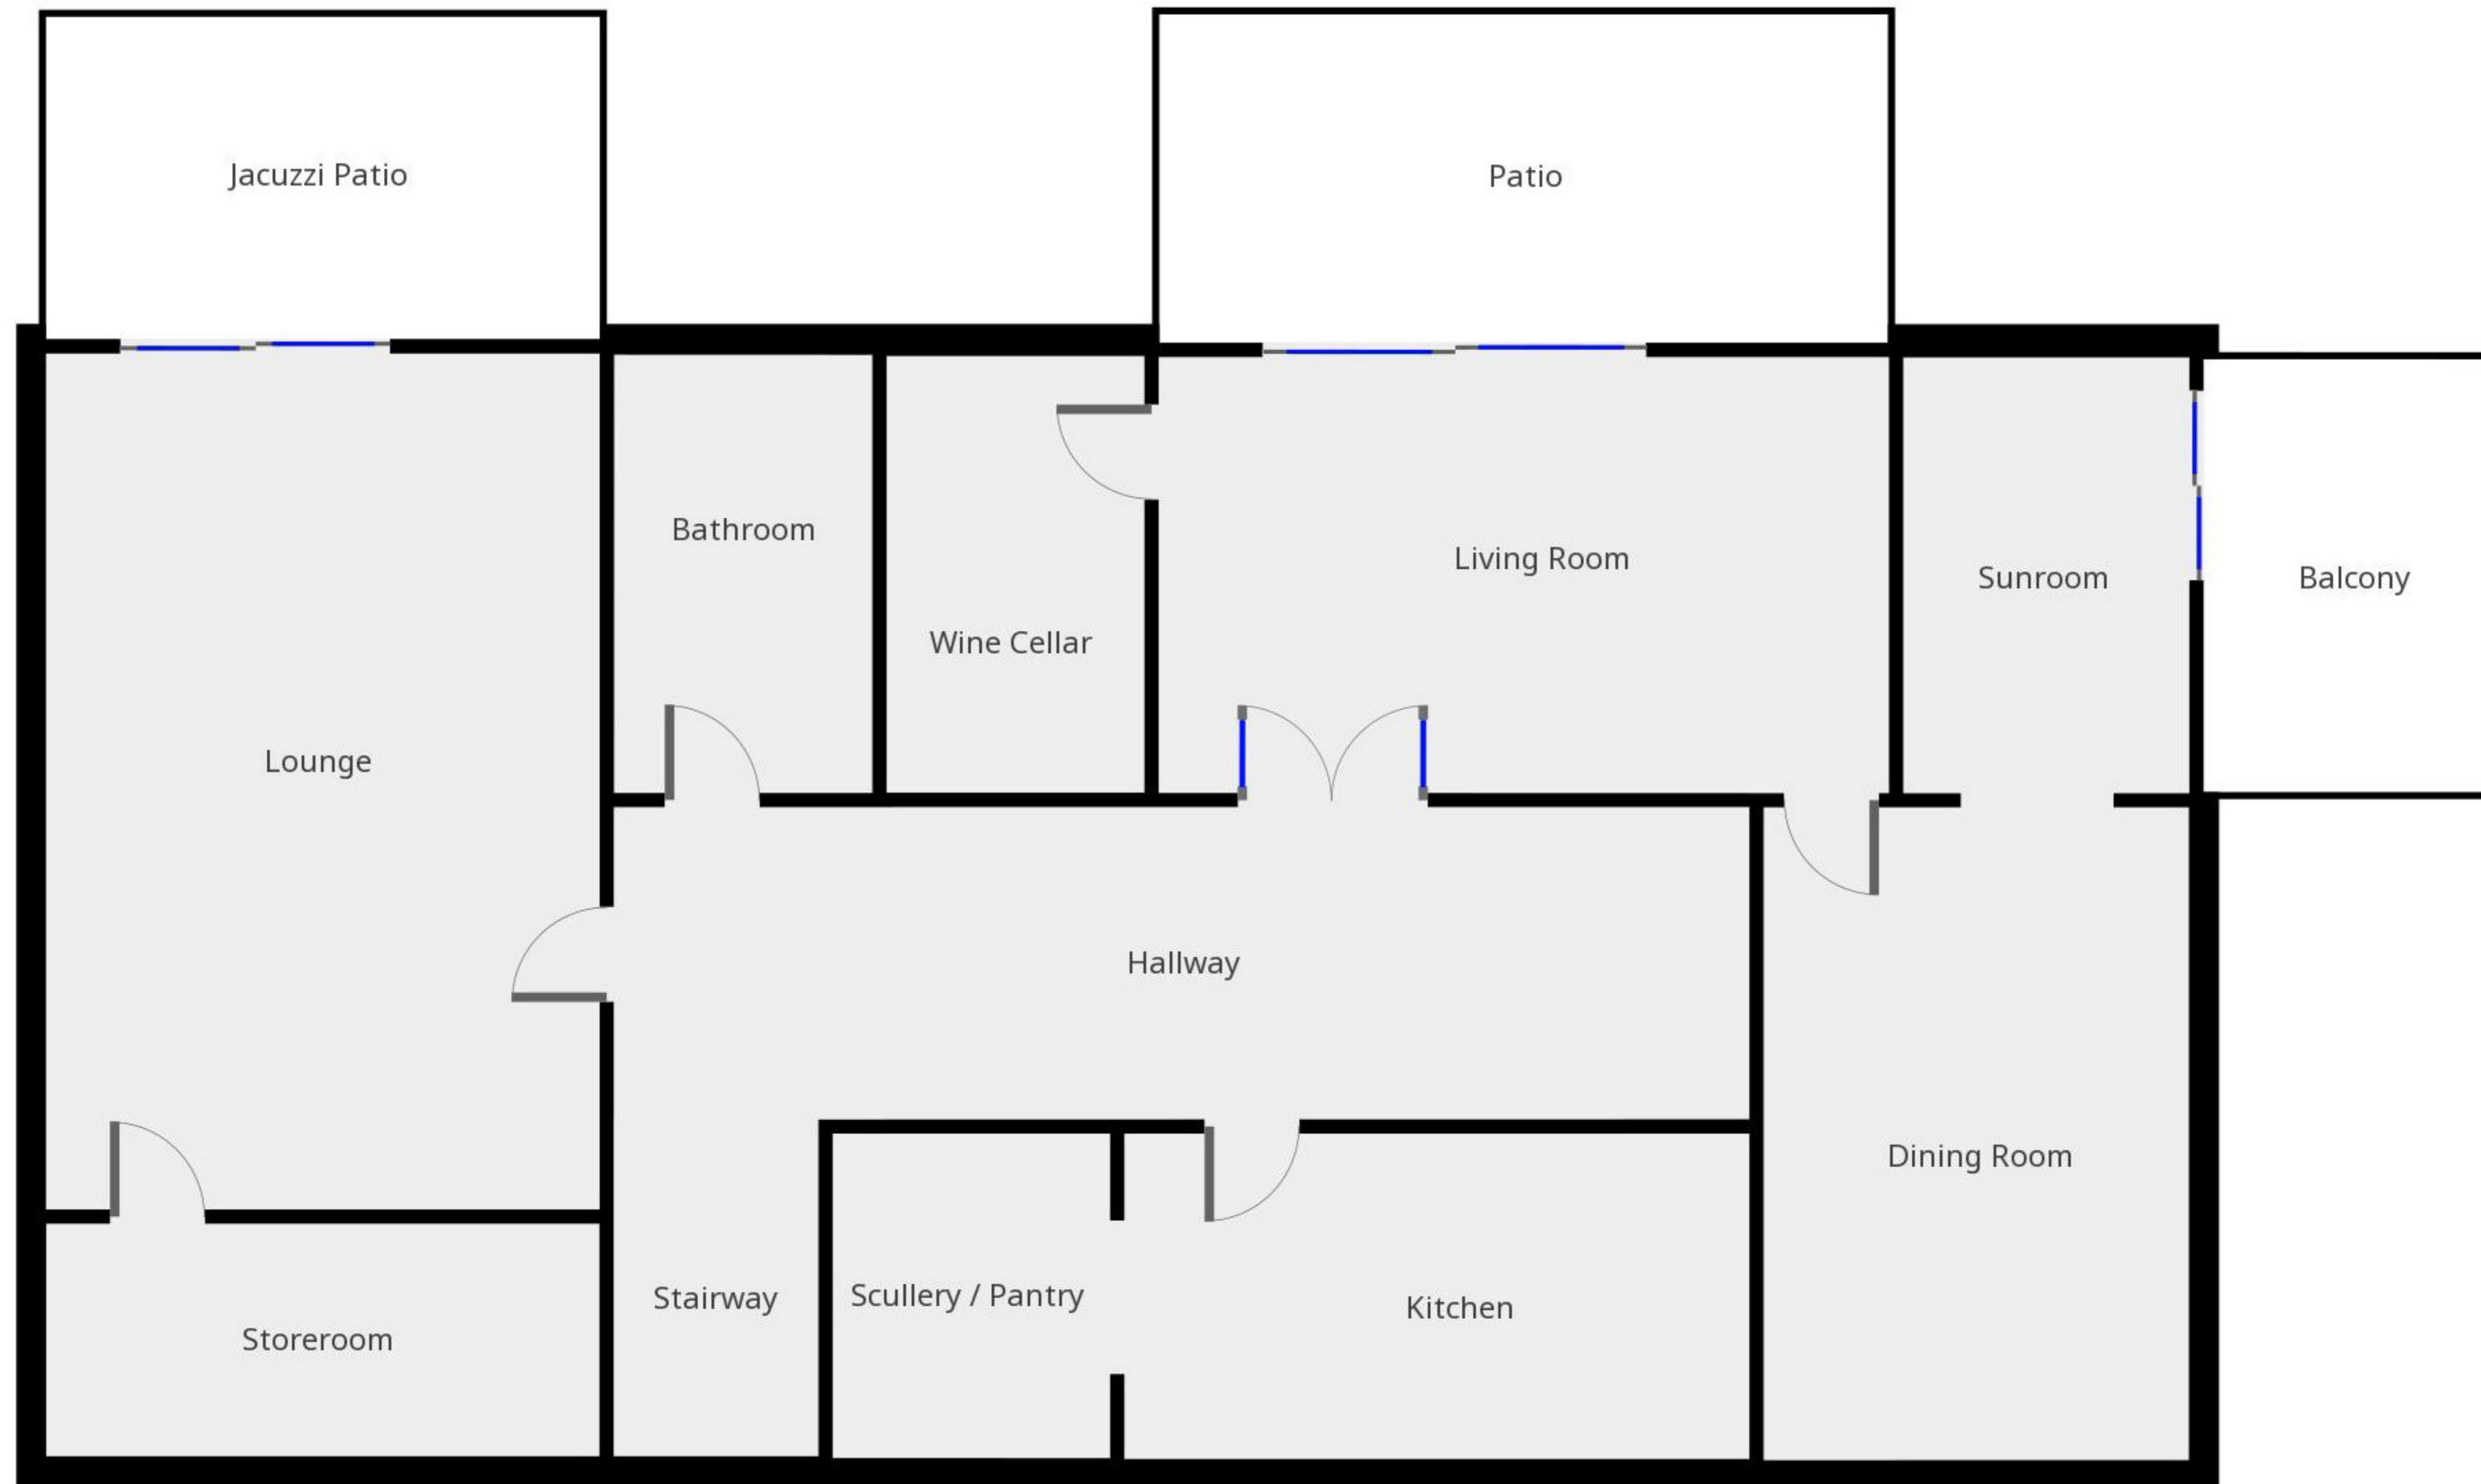 Jacuzzi Patio
Patio
Bathroom
Living Room
Sunroom
Balcony
Wine Cellar
Lounge
Hallway
Dining Room
Stairway
Scullery / Pantry
Kitchen
Storeroom